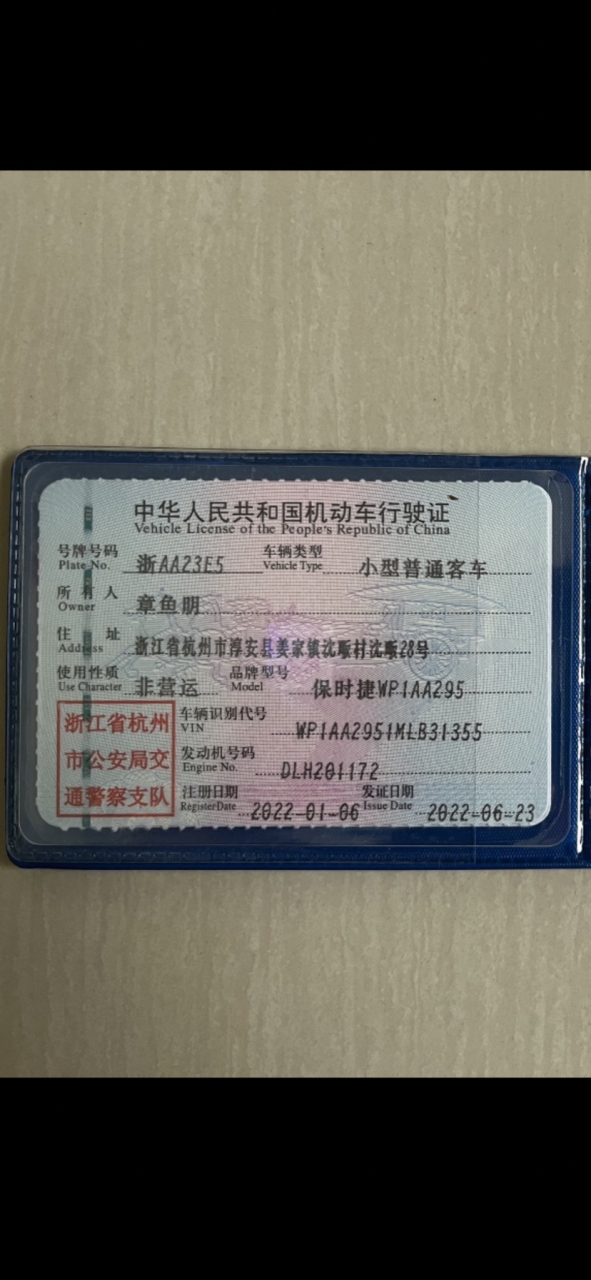 中华人民共和国机动车行驶证
Vehicle License of the People's Republic of China
号牌号码 浙AA23E5 车辆类型 小型普通客车
Plate No. Vehicle Type
所有人 章鱼朋
Owner
住址 浙江省杭州市淳安县姜家镇沈畈村沈畈28号
Address
使用性质 非营运 品牌型号 保时捷WP1AA295
Use Character Model
浙江省杭州
市公安局交
通警察支队
车辆识别代号 WP1AA2951MLB31355
VIN
发动机号码 DLH201172
Engine No.
注册日期 2022-01-06 发证日期 2022-06-23
Register Date Issue Date